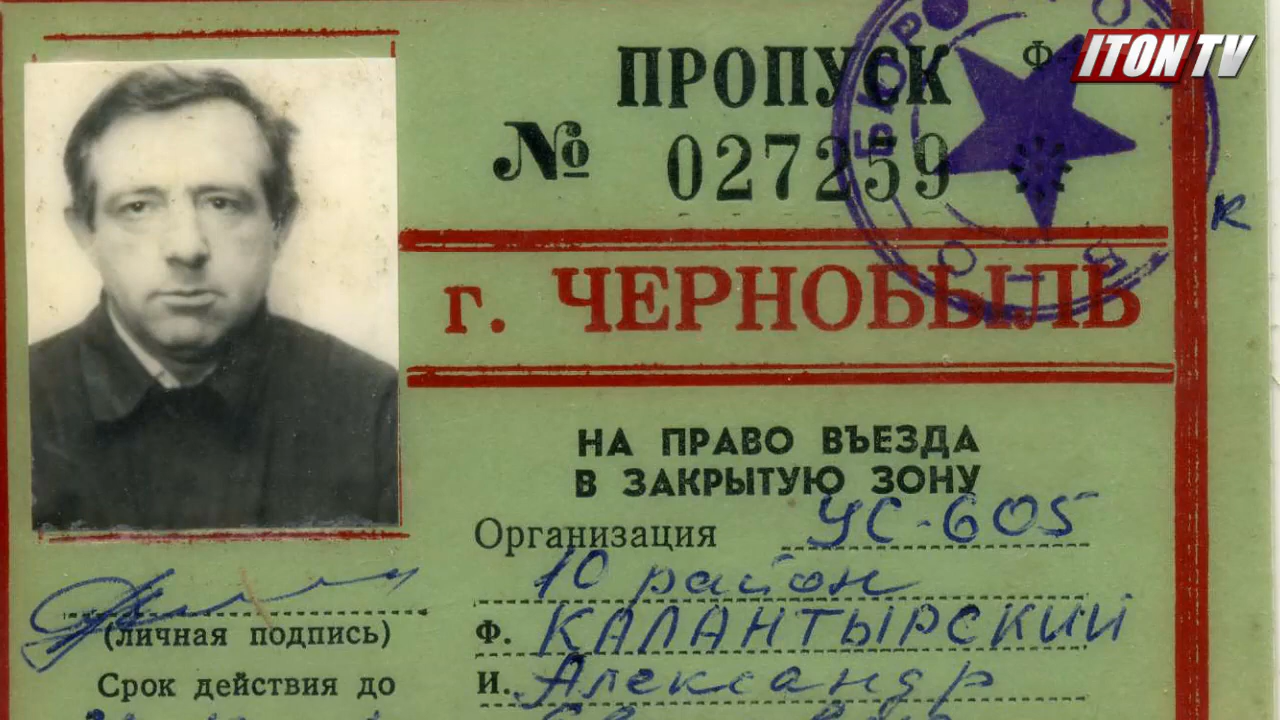 ITON TV
ПРОПУСК
№ 027259
БЮРО
г. ЧЕРНОБЫЛЬ
К
НА ПРАВО ВЪЕЗДА
В ЗАКРЫТУЮ ЗОНУ
Организация УС-605
10 район
Ф. КАЛАНТЫРСКИЙ
И. Александр
(личная подпись)
Срок действия до